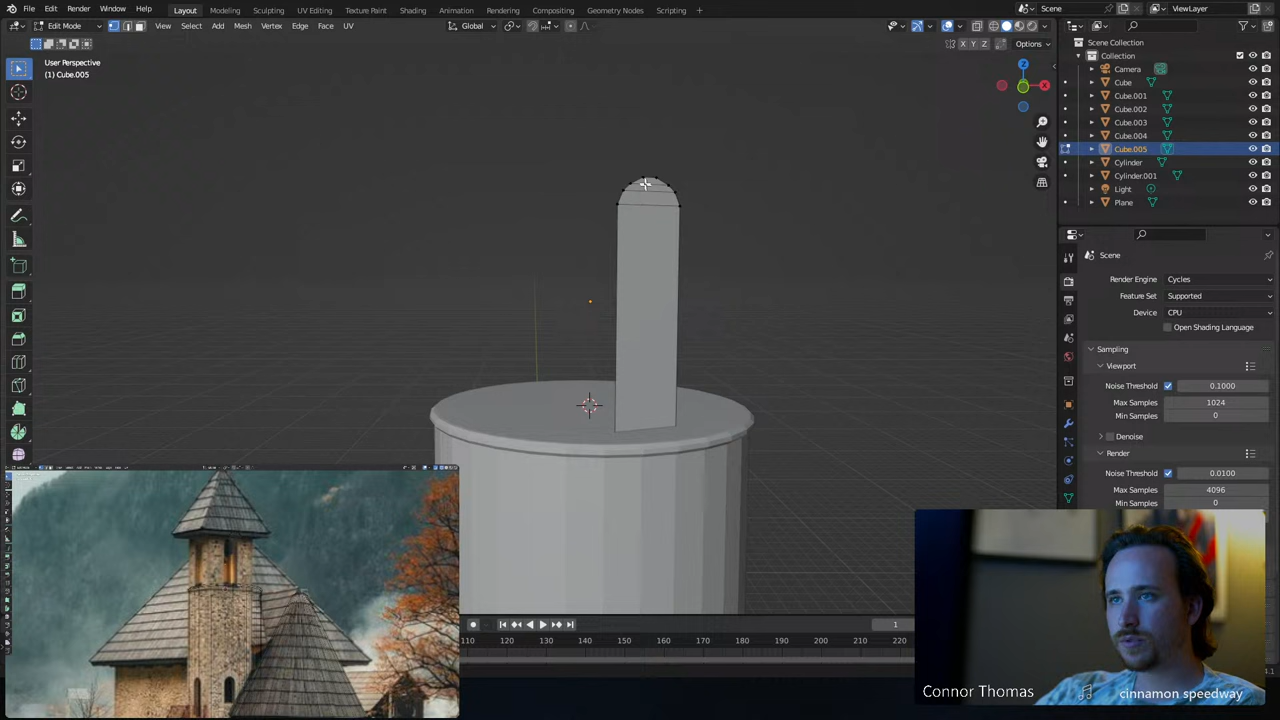 File Edit Render Window Help Layout Modeling Sculpting UV Editing Texture Paint Shading Animation Rendering Compositing Geometry Nodes Scripting + Scene ViewLayer
Edit Mode View Select Add Mesh Vertex Edge Face UV Global
X Y Z Options
User Perspective
(1) Cube.005
Z
X
Scene Collection
Collection
Camera
Cube
Cube.001
Cube.002
Cube.003
Cube.004
Cube.005
Cylinder
Cylinder.001
Light
Plane
Scene
Render Engine Cycles
Feature Set Supported
Device CPU
Open Shading Language
Sampling
Viewport
Noise Threshold 0.1000
Max Samples 1024
Min Samples 0
Denoise
Render
Noise Threshold 0.0100
Max Samples 4096
Min Samples 0
1
110 120 130 140 150 160 170 180 190 200 210 220
Connor Thomas cinnamon speedway